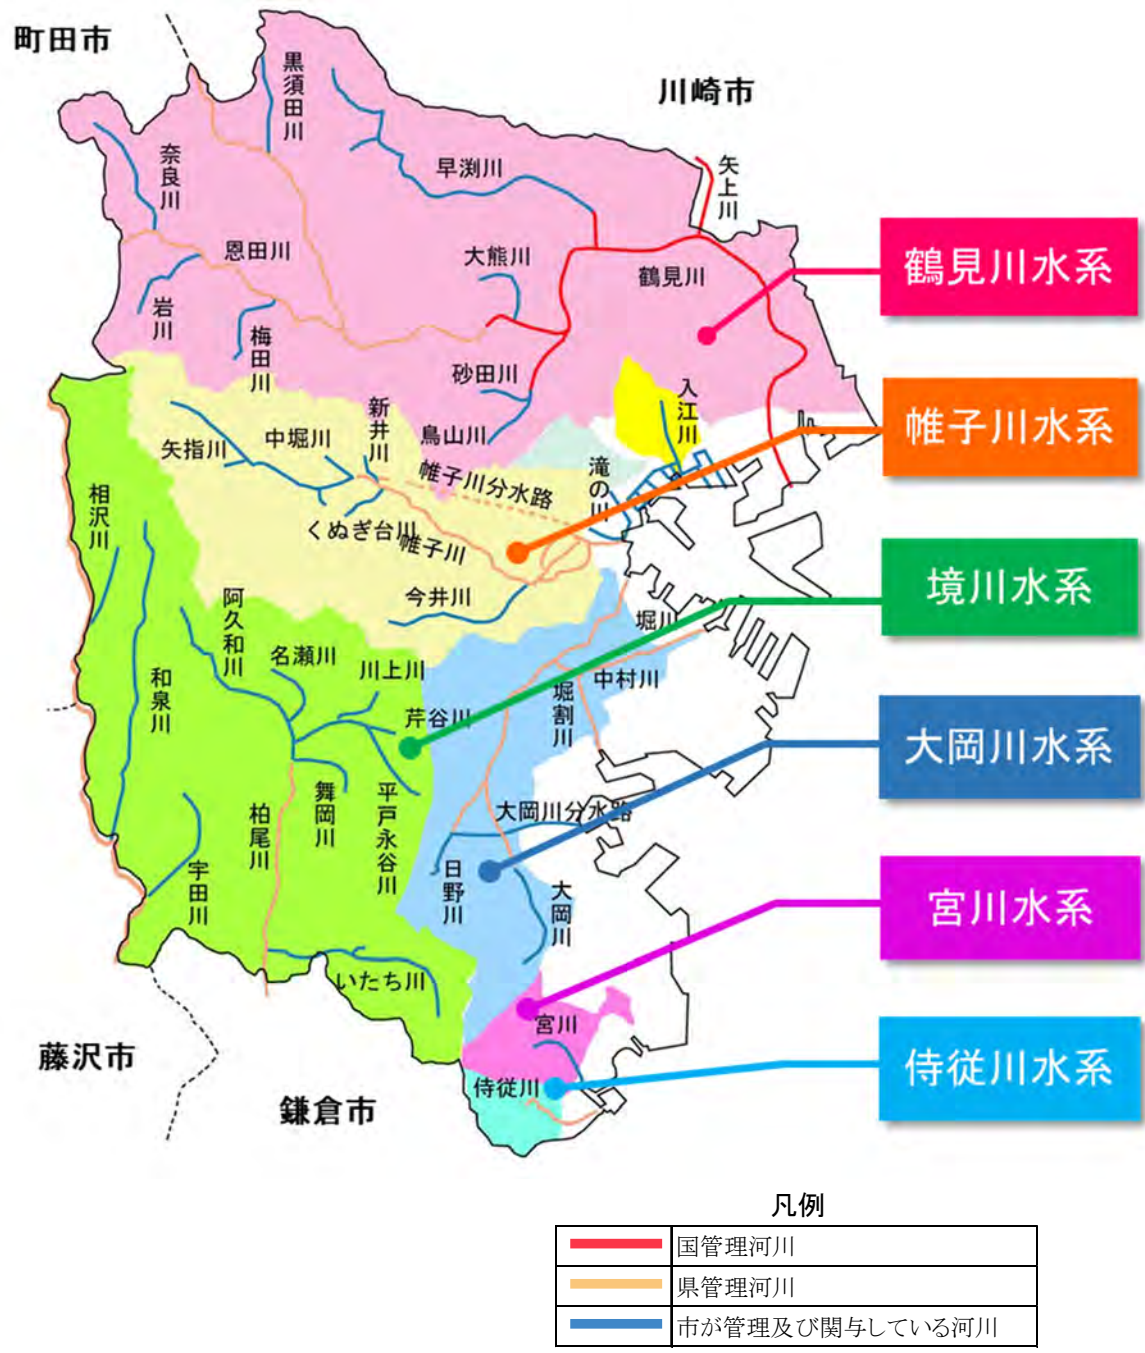 町田市
川崎市
黒須田川
奈良川
早渕川
矢上川
恩田川
大熊川
鶴見川
鶴見川水系
岩川
梅田川
砂田川
入江川
新井川
鳥山川
帷子川水系
矢指川
中堀川
帷子川分水路
滝の川
相沢川
くぬぎ台川
帷子川
境川水系
今井川
阿久和川
堀川
名瀬川
川上川
和泉川
中村川
芹谷川
堀割川
大岡川水系
舞岡川
平戸永谷川
柏尾川
大岡川分水路
宇田川
日野川
大岡川
宮川水系
いたち川
宮川
藤沢市
侍従川水系
侍従川
鎌倉市
凡例
国管理河川
県管理河川
市が管理及び関与している河川